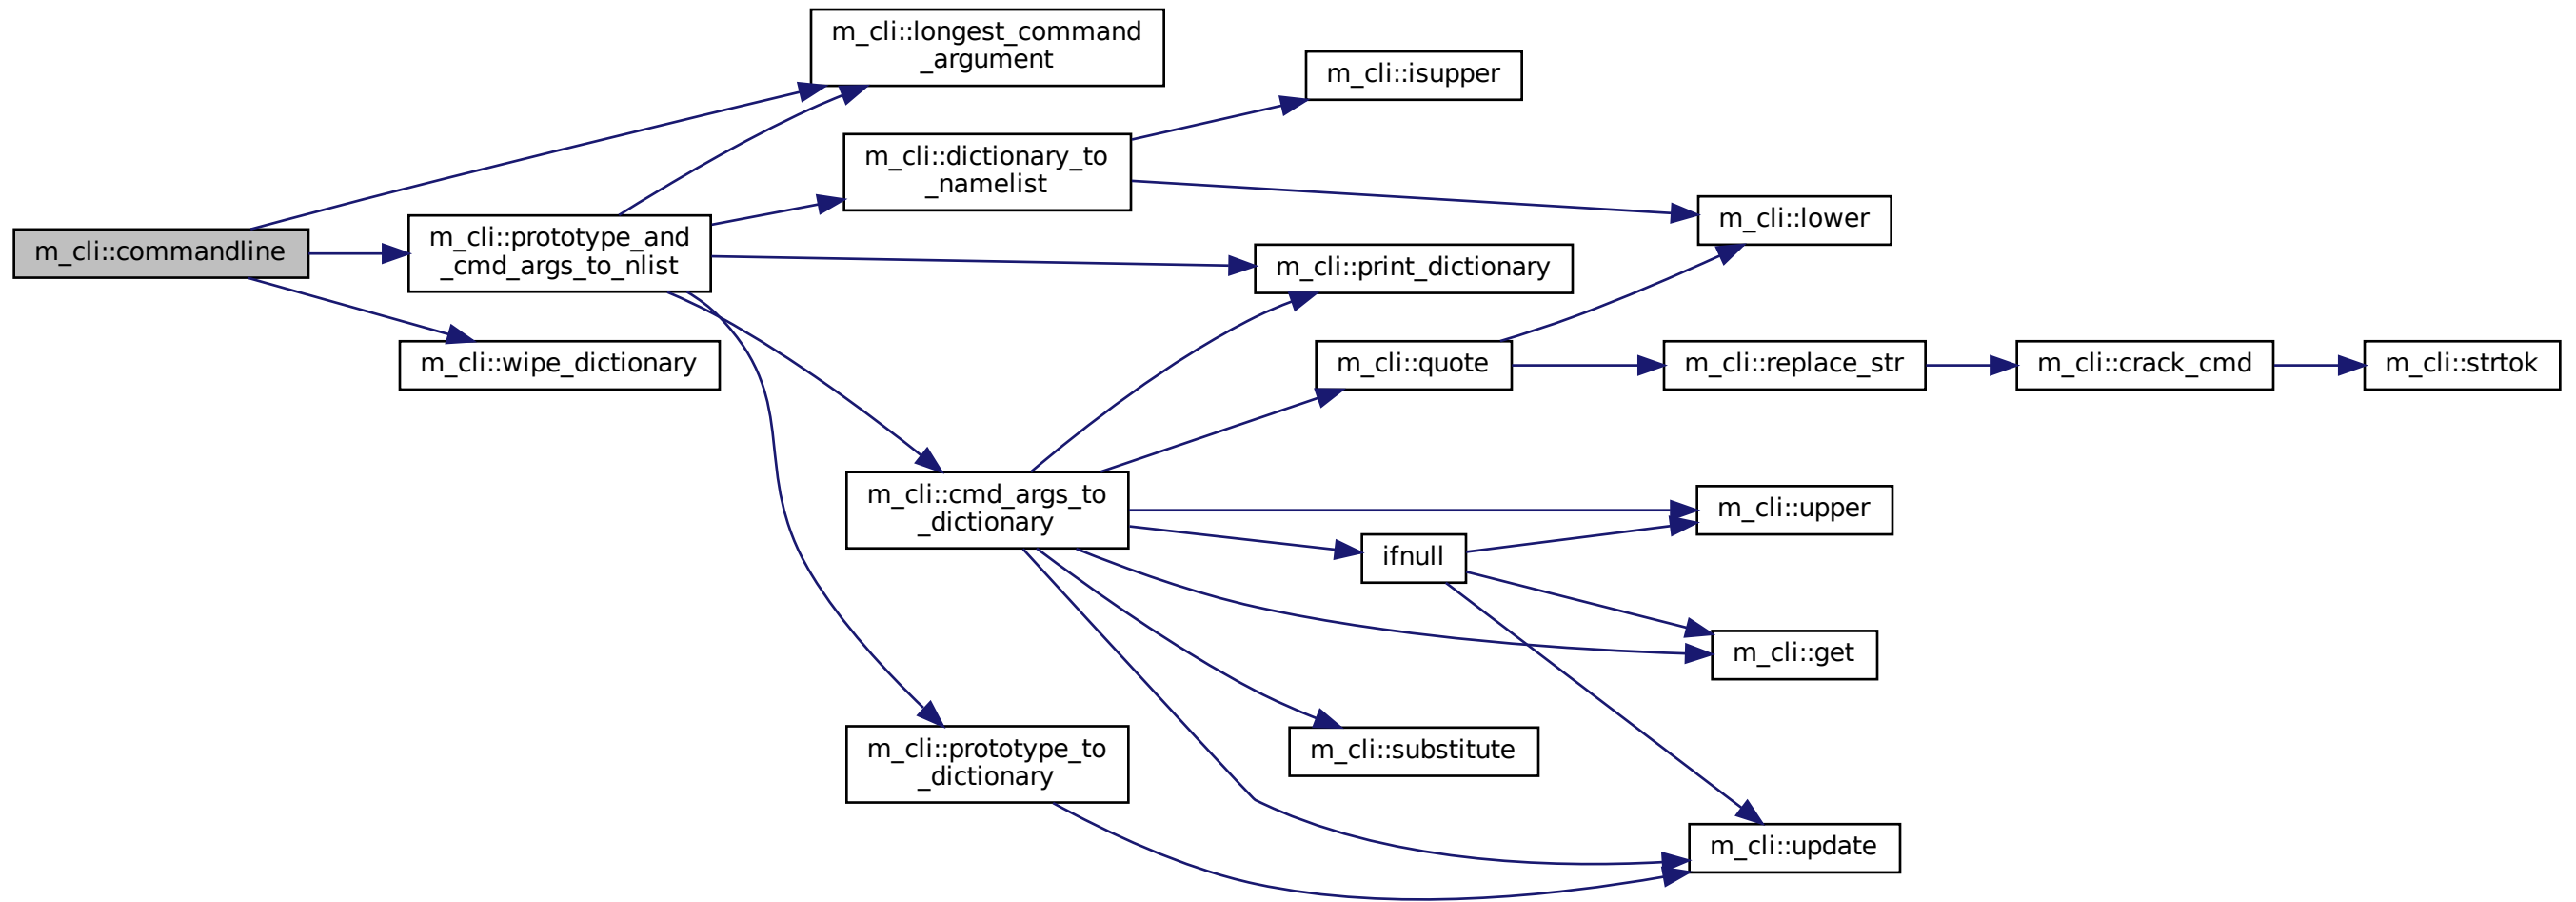 m_cli::longest_command
_argument
m_cli::isupper
m_cli::dictionary_to
_namelist
m_cli::lower
m_cli::commandline
m_cli::prototype_and
_cmd_args_to_nlist
m_cli::print_dictionary
m_cli::wipe_dictionary
m_cli::quote
m_cli::replace_str
m_cli::crack_cmd
m_cli::strtok
m_cli::cmd_args_to
_dictionary
m_cli::upper
ifnull
m_cli::get
m_cli::prototype_to
_dictionary
m_cli::substitute
m_cli::update